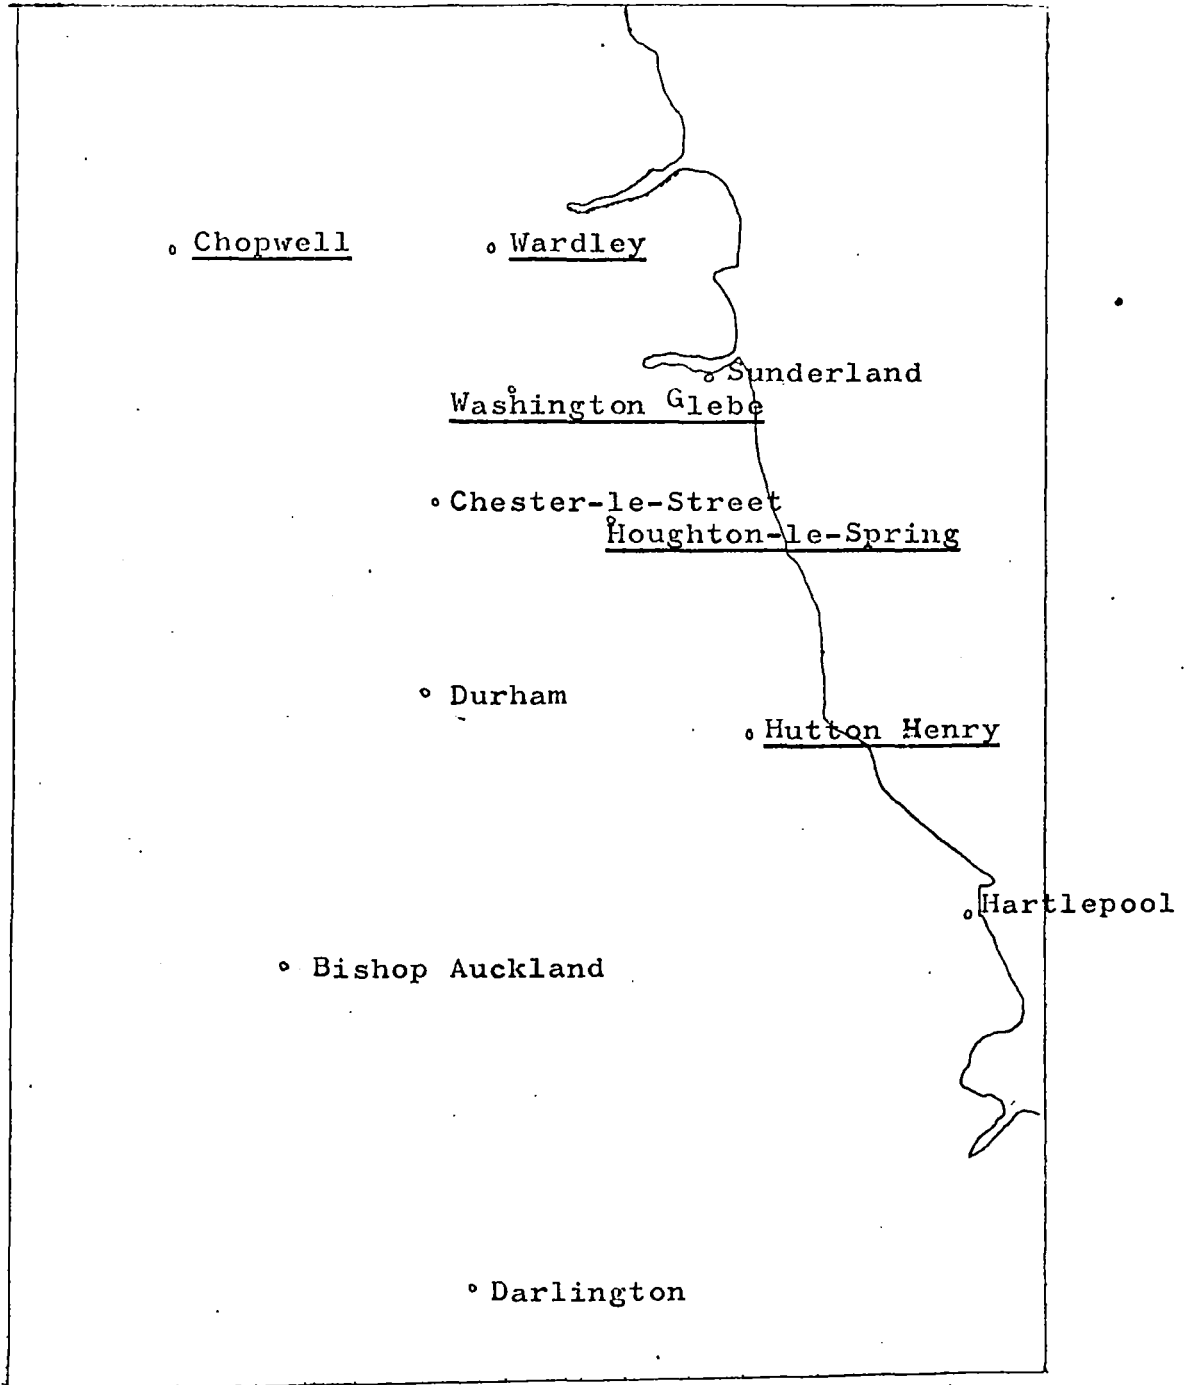 Chopwell
Wardley
Sunderland
Washington Glebe
Chester-le-Street
Houghton-le-Spring
Durham
Hutton Henry
Hartlepool
Bishop Auckland
Darlington